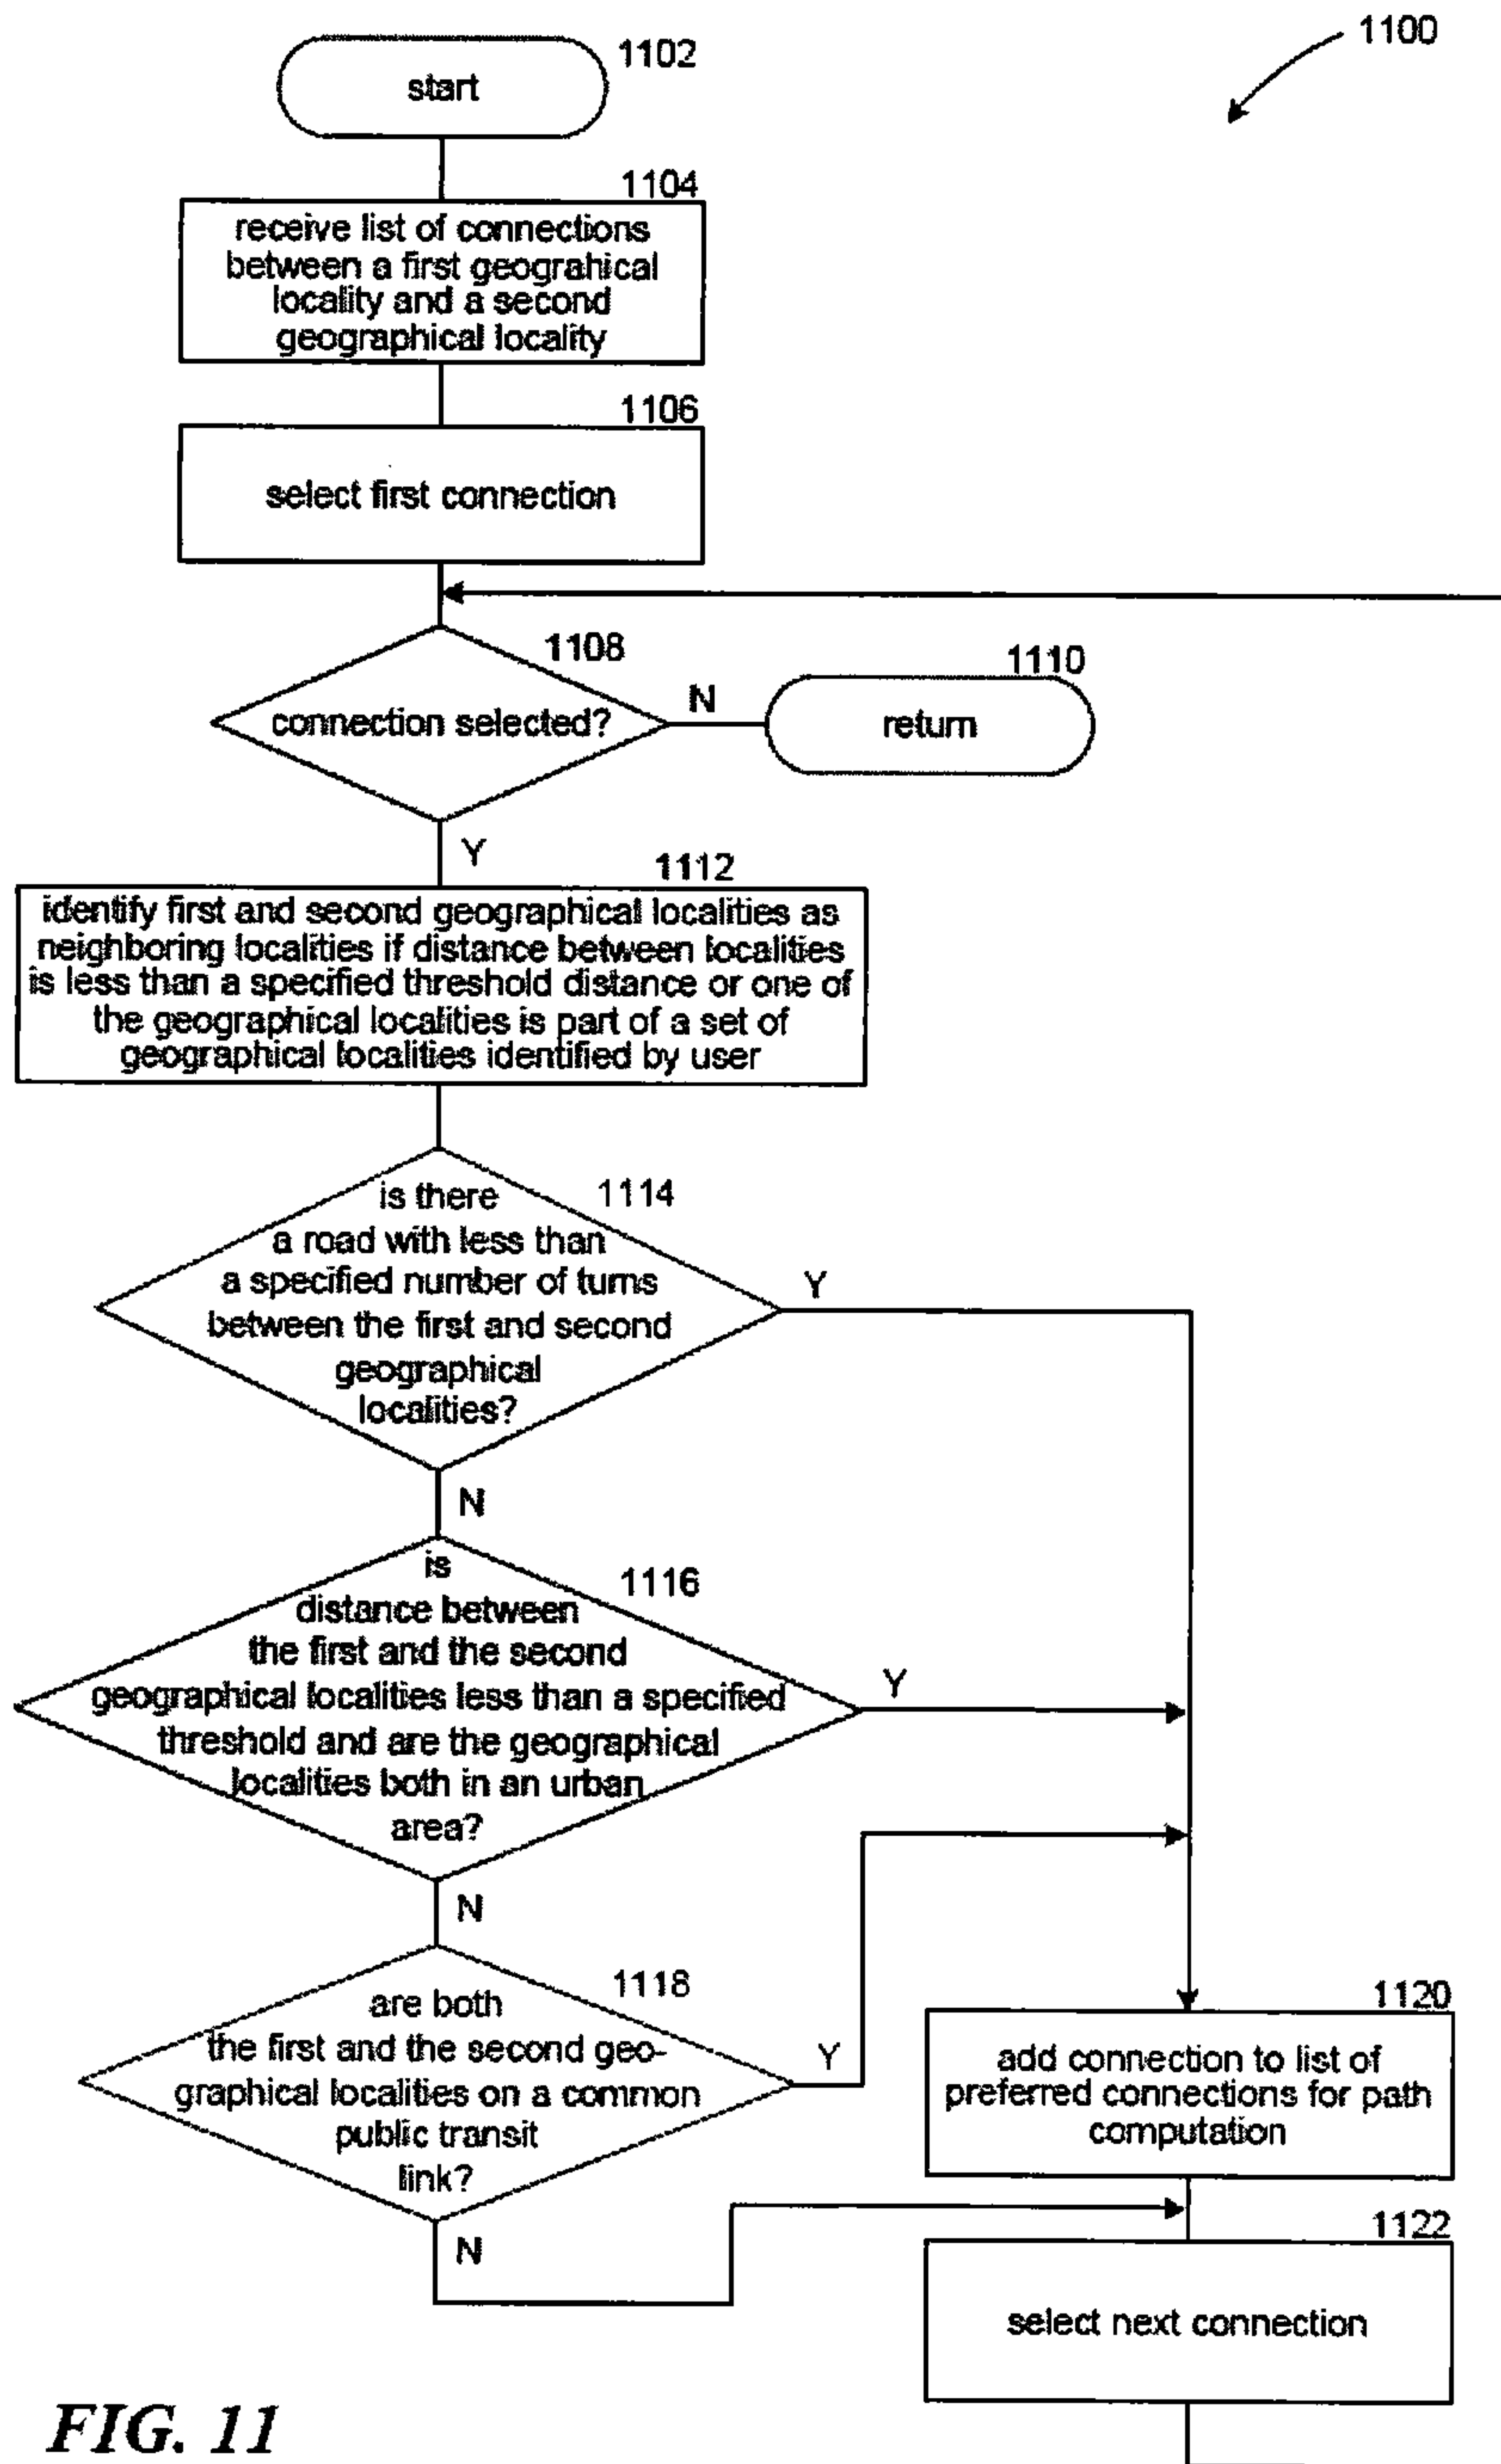 1100
1102
start
1104
receive list of connections
between a first geograhical
locality and a second
geographical locality
1106
select first connection
1108
connection selected?
N
1110
return
Y
1112
identify first and second geographical localities as
neighboring localities if distance between localities
is less than a specified threshold distance or one of
the geographical localities is part of a set of
geographical localities identified by user
1114
is there
a road with less than
a specified number of turns
between the first and second
geographical
localities?
Y
N
1116
is
distance between
the first and the second
geographical localities less than a specified
threshold and are the geographical
localities both in an urban
area?
Y
N
1118
are both
the first and the second geo-
graphical localities on a common
public transit
link?
Y
N
1120
add connection to list of
preferred connections for path
computation
1122
select next connection
FIG. 11